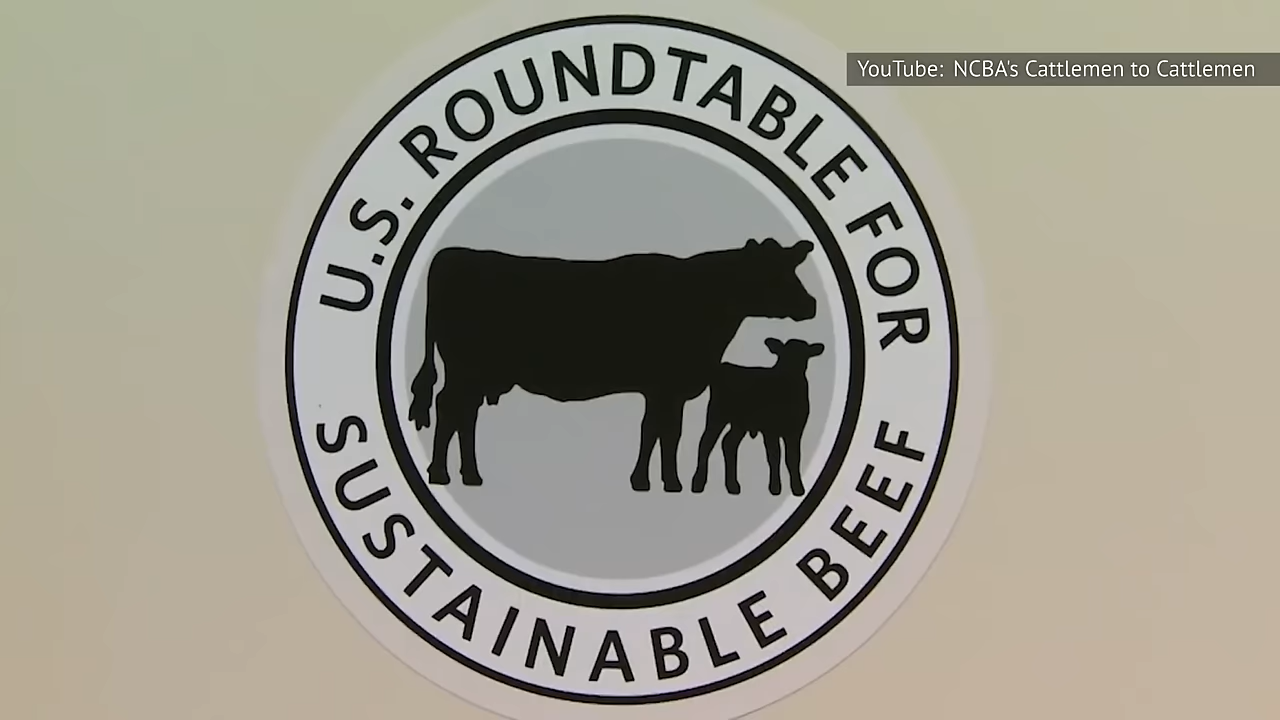 YouTube: NCBA's Cattlemen to Cattlemen
U.S. ROUNDTABLE FOR
SUSTAINABLE BEEF